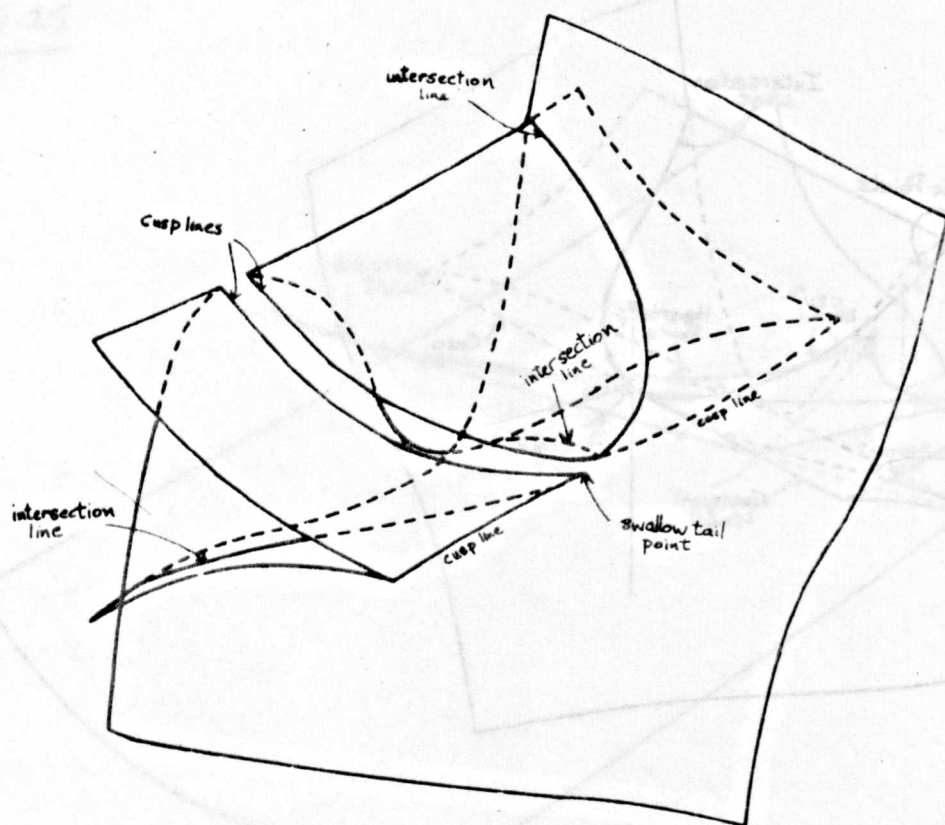 intersection
line
Cusp lines
intersection
line
cusp line
intersection
line
swallow tail
point
cusp line